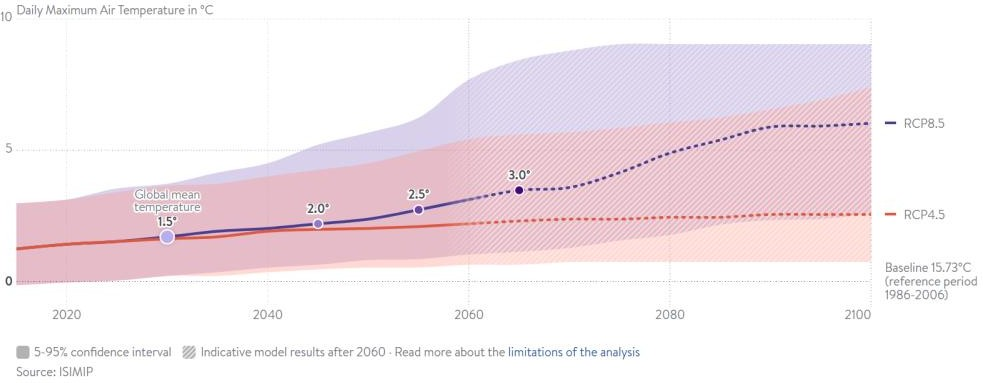 Daily Maximum Air Temperature in °C
10
5
0
Global mean
temperature
1.5°
2.0°
2.5°
3.0°
RCP8.5
RCP4.5
Baseline 15.73°C
(reference period
1986-2006)
2020 2040 2060 2080 2100
5-95% confidence interval Indicative model results after 2060 · Read more about the limitations of the analysis
Source: ISIMIP